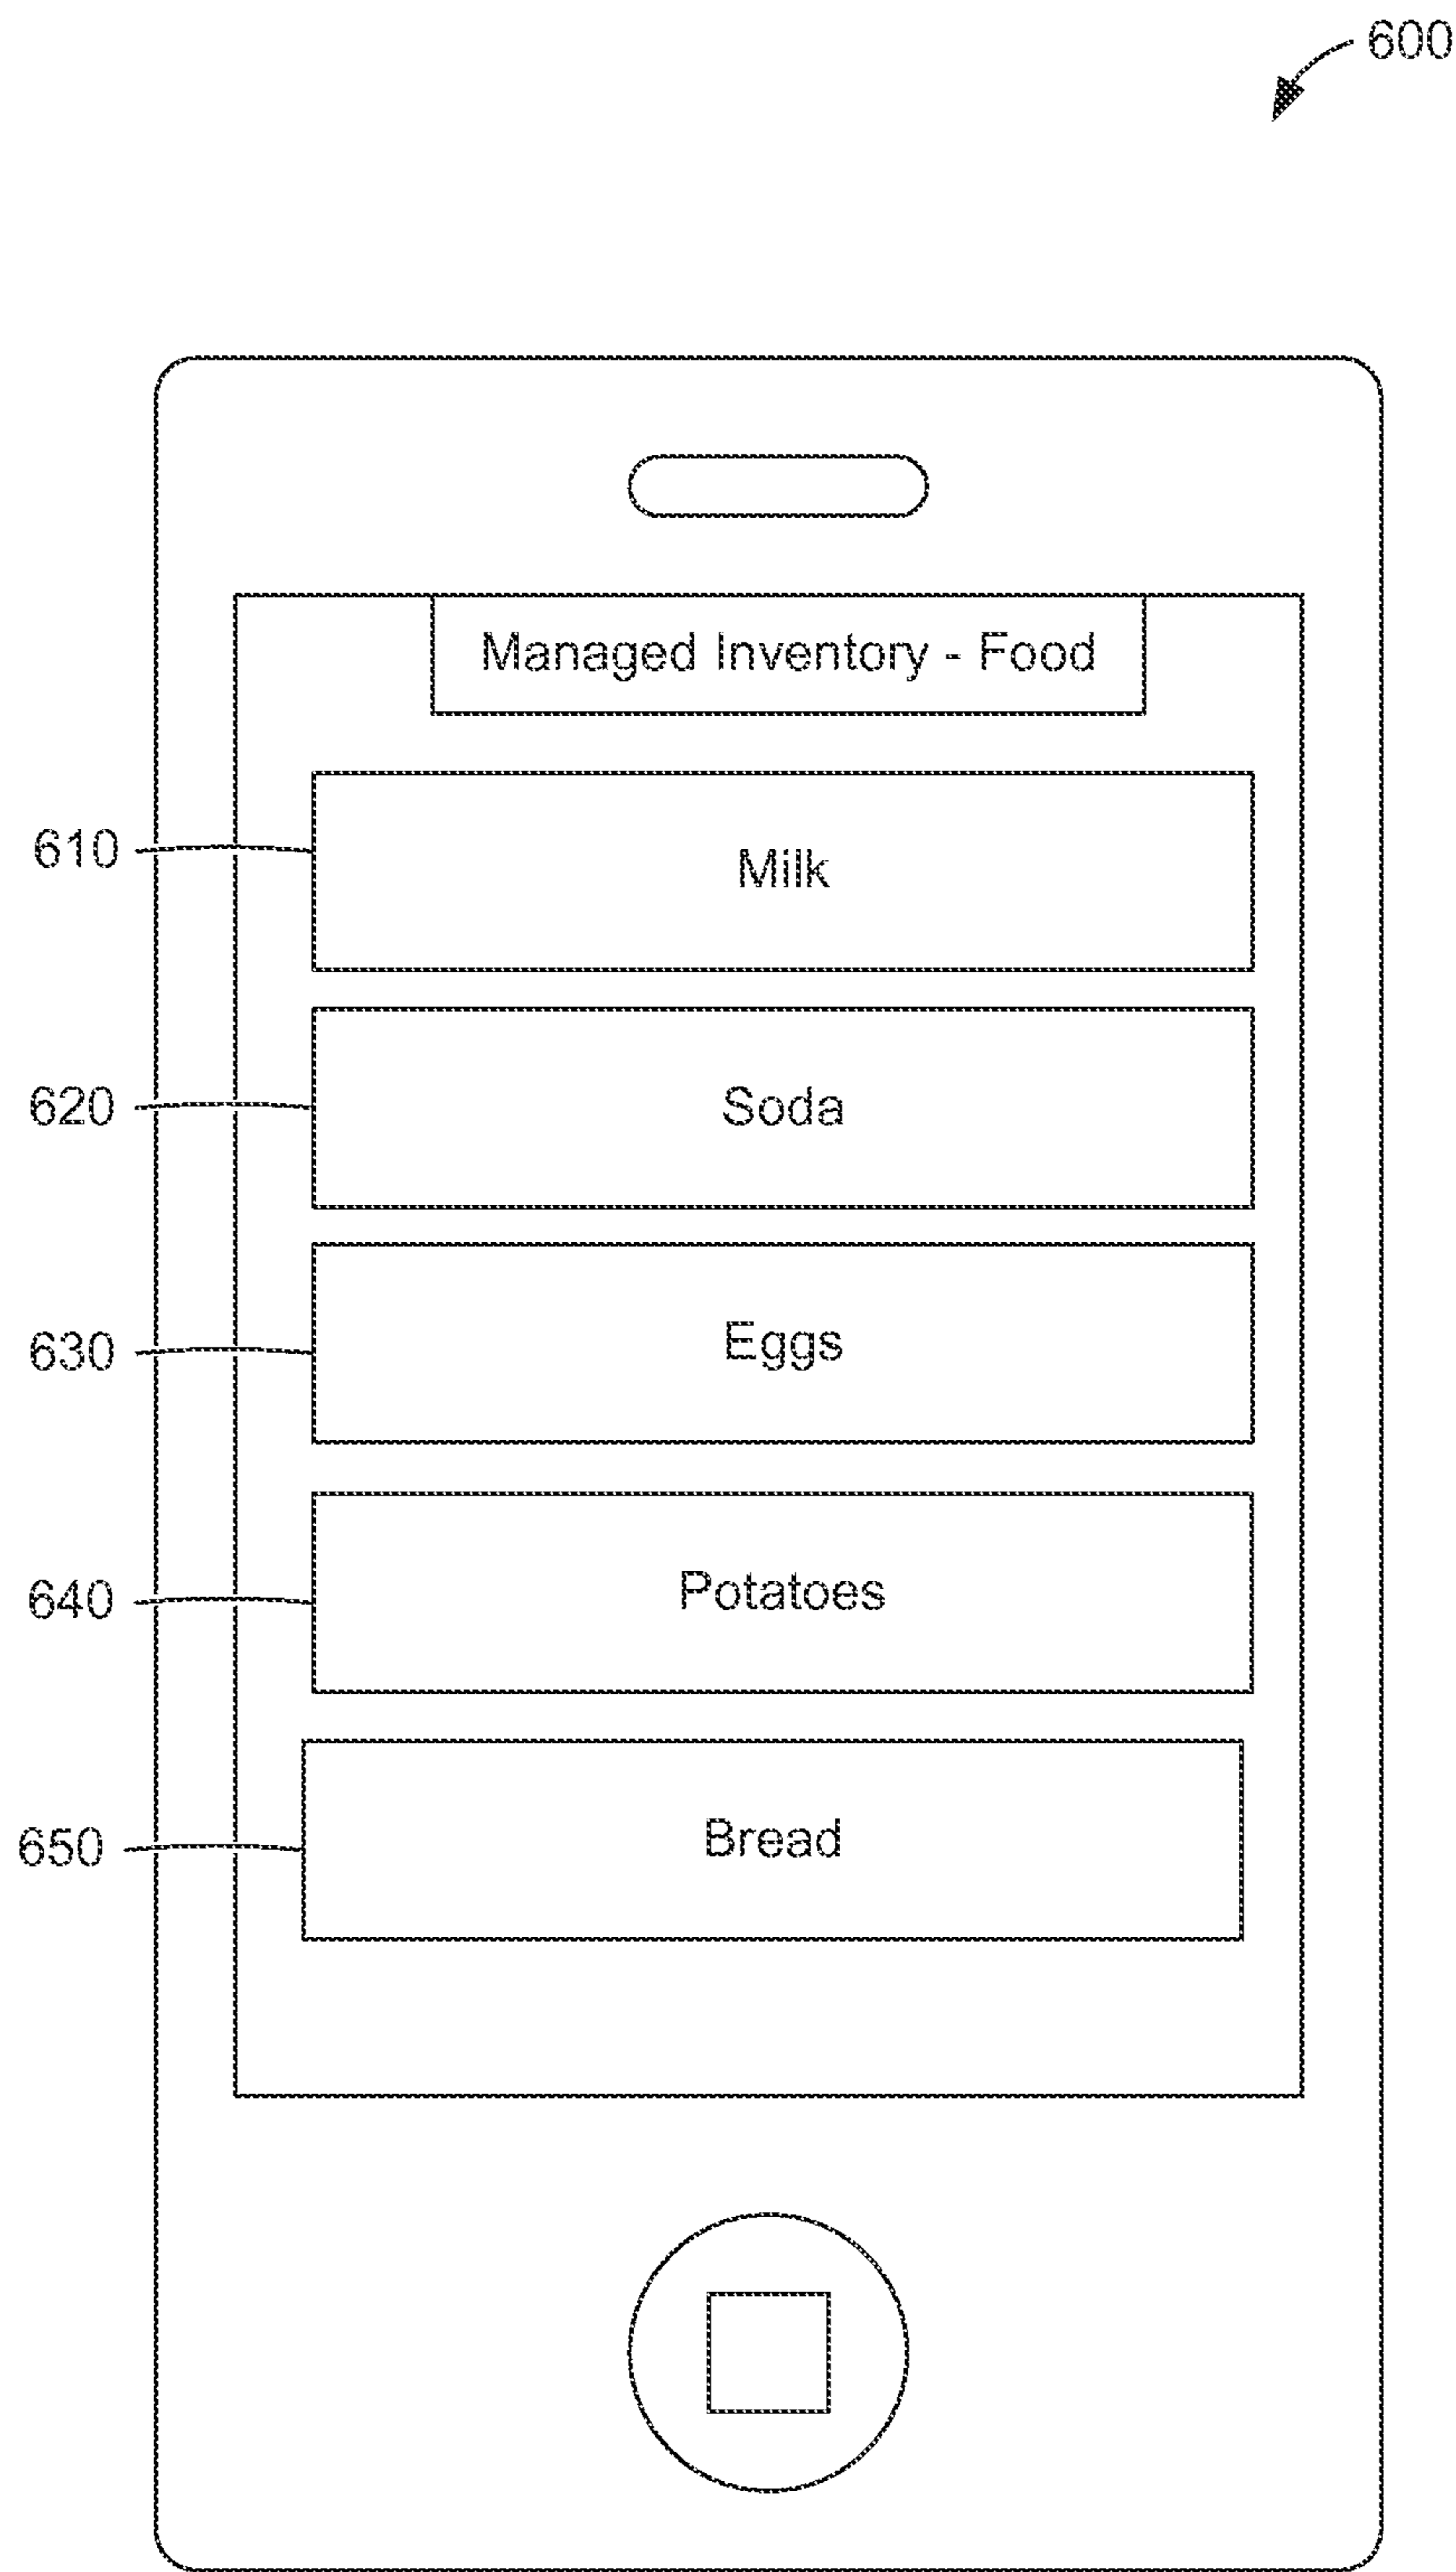 600
Managed Inventory - Food
610
Milk
620
Soda
630
Eggs
640
Potatoes
650
Bread